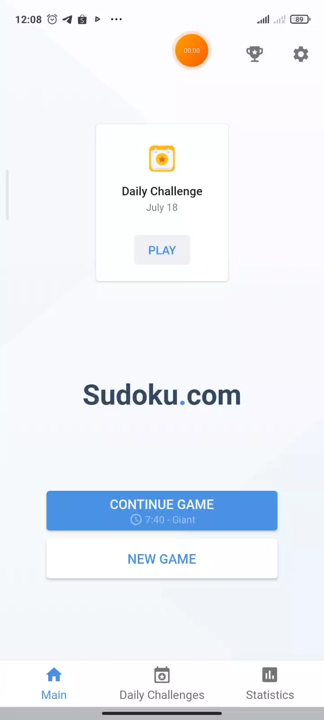 12:08
89
00:00
Daily Challenge
July 18
PLAY
Sudoku.com
CONTINUE GAME
7:40 - Giant
NEW GAME
Main
Daily Challenges
Statistics